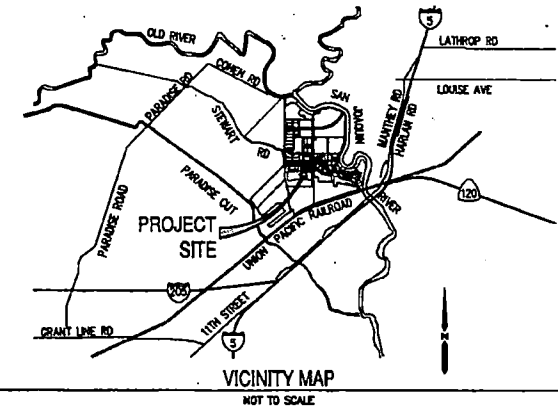 5
LATHROP RD
OLD RIVER
COHEN RD
LOUISE AVE
PARADISE RD
SAN
JOAQUIN
RIVER
MANTHEY RD
HARLAN RD
STEWART
RD
PARADISE CUT
120
PROJECT
SITE
UNION PACIFIC RAILROAD
PARADISE ROAD
205
11TH STREET
GRANT LINE RD
5
N
VICINITY MAP
NOT TO SCALE